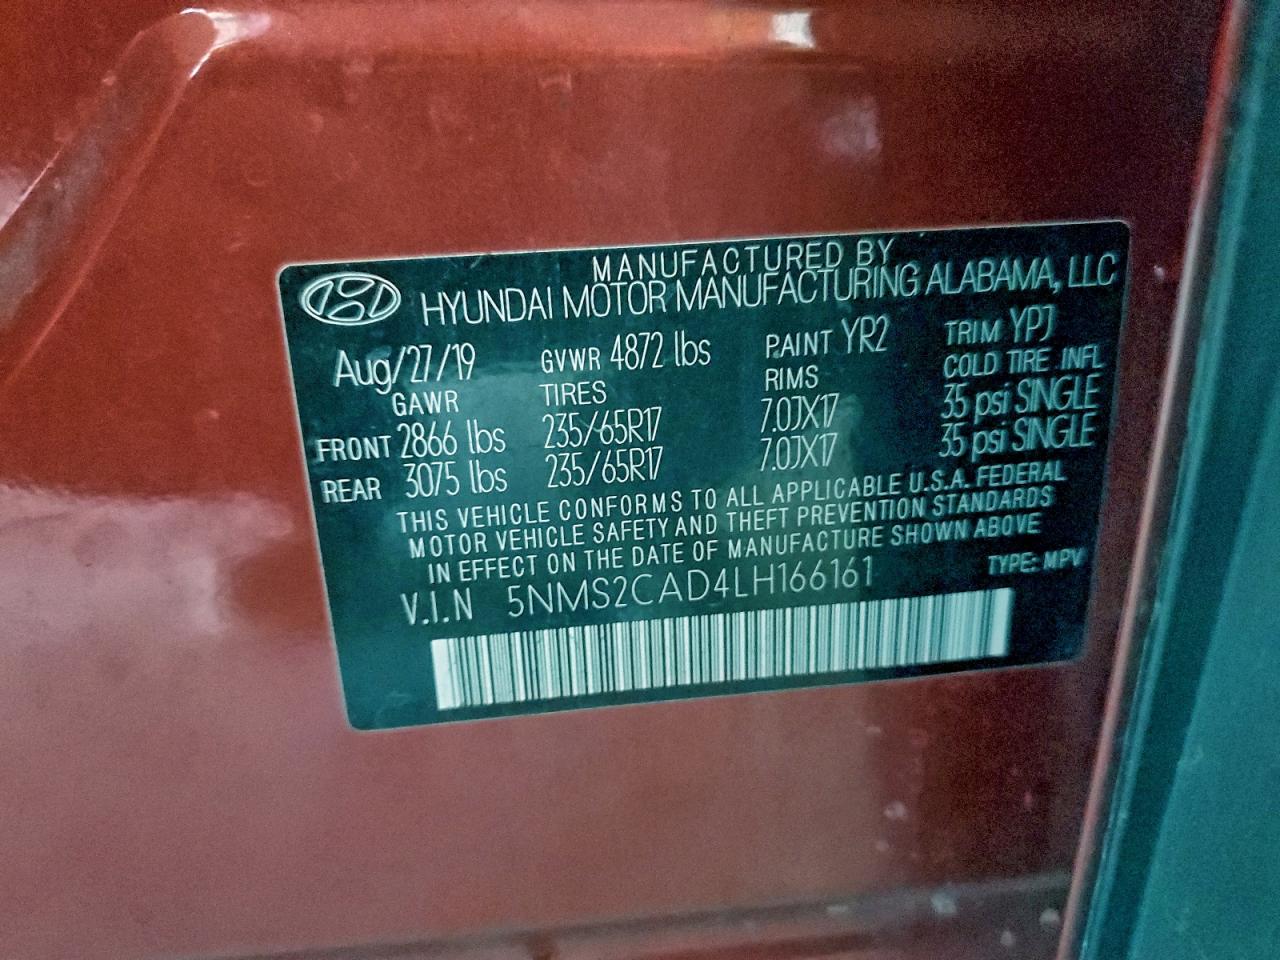 MANUFACTURED BY
HYUNDAI MOTOR MANUFACTURING ALABAMA, LLC
Aug/27/19 GVWR 4872 lbs PAINT YR2 TRIM YPJ
GAWR TIRES RIMS COLD TIRE INFL
FRONT 2866 lbs 235/65R17 7.0JX17 35 psi SINGLE
REAR 3075 lbs 235/65R17 7.0JX17 35 psi SINGLE
THIS VEHICLE CONFORMS TO ALL APPLICABLE U.S.A. FEDERAL
MOTOR VEHICLE SAFETY AND THEFT PREVENTION STANDARDS
IN EFFECT ON THE DATE OF MANUFACTURE SHOWN ABOVE
V.I.N 5NMS2CAD4LH166161 TYPE: MPV